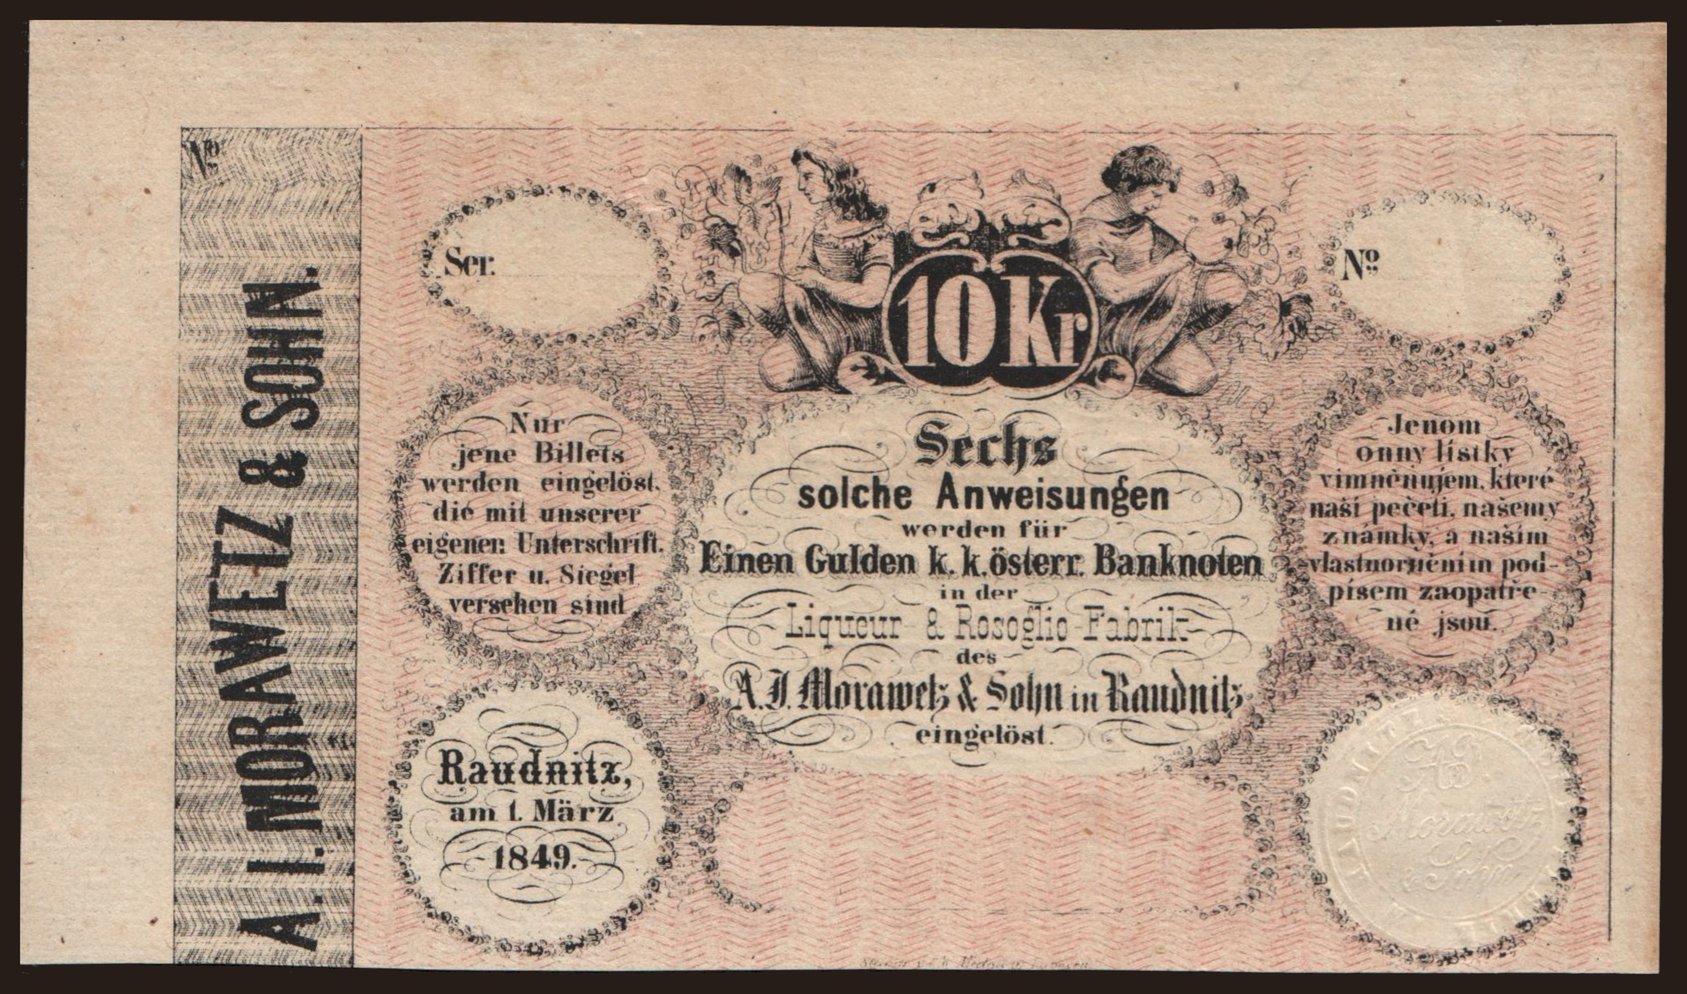 Nº
A. I. MORAWETZ & SOHN.
Ser.
10 Kr
Nº
Nur
jene Billets
werden eingelöst,
die mit unserer
eigenen Unterschrift,
Ziffer u. Siegel
versehen sind
Sechs
solche Anweisungen
werden für
Einen Gulden k. k. österr. Banknoten
in der
Liqueur & Rosoglio-Fabrik
des
A. J. Morawetz & Sohn in Raudnitz
eingelöst.
Jenom
onny lístky
vimněnujem, které
naší pečetí, našemy
známky, a naším
vlastnoručním pod-
pisem zaopatře-
né jsou.
Raudnitz,
am 1. März
1849.
RAUDNITZ
Morawetz
& Sohn